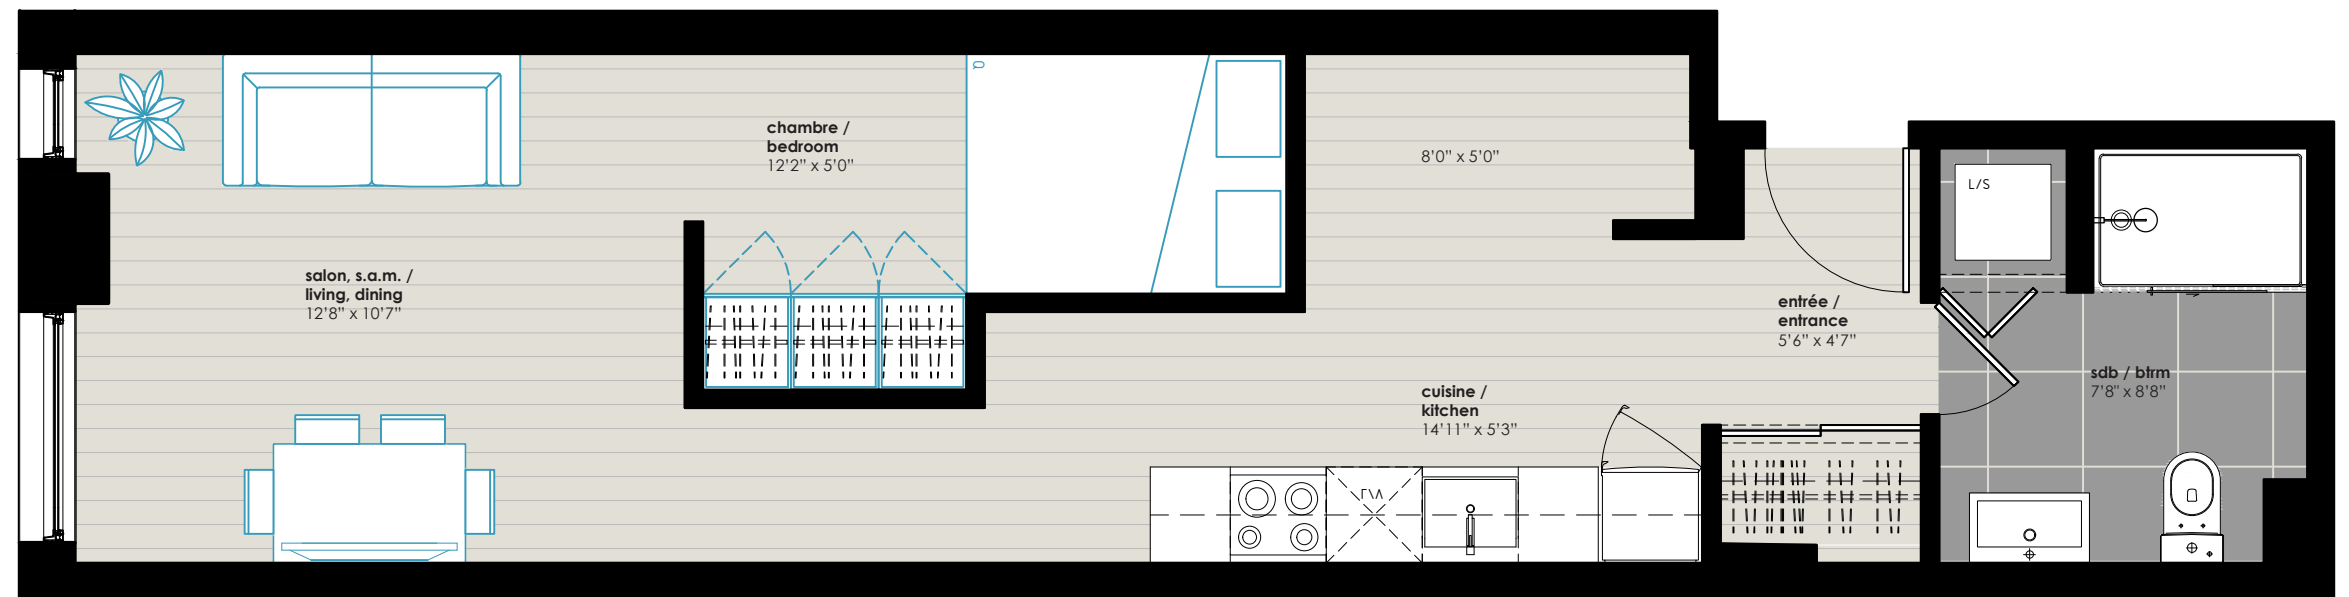 Q
chambre /
bedroom
12’2” x 5’0”
8’0” x 5’0”
L/S
salon, s.a.m. /
living, dining
12’8” x 10’7”
entrée /
entrance
5’6” x 4’7”
sdb / btrm
7’8” x 8’8”
cuisine /
kitchen
14’11” x 5’3”
L\V